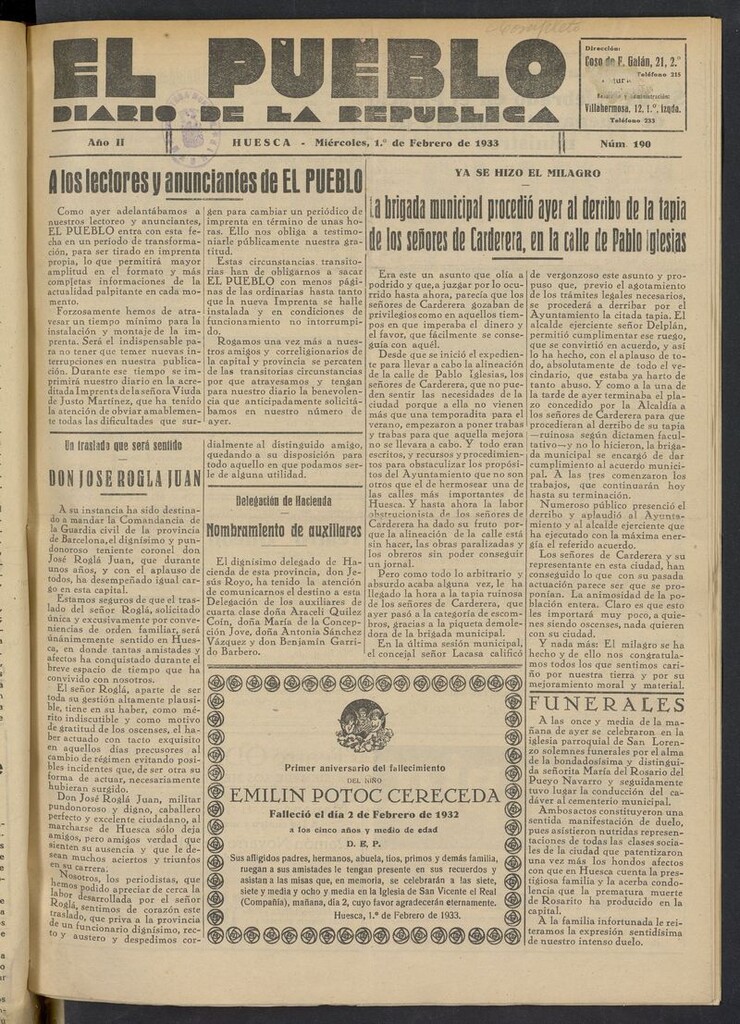 EL PUEBLO
DIARIO DE LA REPUBLICA
Dirección:
Coso de F. Galán, 21, 2.º
Teléfono 215
Villahermosa, 12, 1.º, Izqda.
Teléfono 233
Año II
HUESCA - Miércoles, 1.º de Febrero de 1933
Núm. 190
A los lectores y anunciantes de EL PUEBLO
Como ayer adelantábamos a
nuestros lectoreo y anunciantes,
EL PUEBLO entra con esta fe-
cha en un período de transforma-
ción, para ser tirado en imprenta
propia, lo que permitirá mayor
amplitud en el formato y más
completas informaciones de la
actualidad palpitante en cada mo-
mento.
Forzosamente hemos de atra-
vesar un tiempo mínimo para la
instalación y montaje de la im-
prenta. Será el indispensable pa-
ra no tener que temer nuevas in-
terrupciones en nuestra publica-
ción. Durante ese tiempo se im-
primirá nuestro diario en la acre-
ditada Imprenta de la señora Viuda
de Justo Martínez, que ha tenido
la atención de obviar amablemen-
te todas las dificultades que sur-
gen para cambiar un periódico de
imprenta en término de unas ho-
ras. Ello nos obliga a testimo-
niarle públicamente nuestra gra-
titud.
Estas circunstancias transito-
rias han de obligarnos a sacar
EL PUEBLO con menos pági-
nas de las ordinarias hasta tanto
que la nueva Imprenta se halle
instalada y en condiciones de
funcionamiento no interrumpi-
do.
Rogamos una vez más a nues-
tros amigos y correligionarios de
la capital y provincia se percaten
de las transitorias circunstancias
por que atravesamos y tengan
para nuestro diario la benevolen-
cia que anticipadamente solicitá-
bamos en nuestro número de
ayer.
Un traslado que será sentido
DON JOSE ROGLA JUAN
A su instancia ha sido destina-
do a mandar la Comandancia de
la Guardia civil de la provincia
de Barcelona, el dignísimo y pun-
donoroso teniente coronel don
José Roglá Juan, que durante
unos años, y con el aplauso de
todos, ha desempeñado igual car-
go en esta capital.
Estamos seguros de que el tras-
lado del señor Roglá, solicitado
única y exclusivamente por con-
veniencias de orden familiar, será
unánimemente sentido en Hues-
ca, en donde tantas amistades y
afectos ha conquistado durante el
breve espacio de tiempo que ha
convivido con nosotros.
El señor Roglá, aparte de ser
toda su gestión altamente plausi-
ble, tiene en su haber, como mé-
rito indiscutible y como motivo
de gratitud de los oscenses, el ha-
ber actuado con tacto exquisito
en aquellos días precusores al
cambio de régimen evitando posi-
bles incidentes que, de ser otra su
forma de actuar, necesariamente
hubieran surgido.
Don José Roglá Juan, militar
pundonoroso y digno, caballero
perfecto y excelente ciudadano, al
marcharse de Huesca sólo deja
amigos, pero amigos verdad que
sienten su ausencia y que le de-
sean muchos aciertos y triunfos
en su carrera.
Nosotros, los periodistas, que
hemos podido apreciar de cerca la
labor desarrollada por el señor
Roglá, sentimos de corazón este
traslado, que priva a la provincia
de un funcionario dignísimo, rec-
to y austero y despedimos cor-
dialmente al distinguido amigo,
quedando a su disposición para
todo aquello en que podamos ser-
le de alguna utilidad.
Delegación de Hacienda
Nombramiento de auxiliares
El dignísimo delegado de Ha-
cienda de esta provincia, don Je-
sús Royo, ha tenido la atención
de comunicarnos el destino a esta
Delegación de los auxiliares de
cuarta clase doña Araceli Quílez
Coín, doña María de la Concep-
ción Jove, doña Antonia Sánchez
Vázquez y don Benjamín Garri-
do Barbero.
YA SE HIZO EL MILAGRO
La brigada municipal procedió ayer al derribo de la tapia
de los señores de Carderera, en la calle de Pablo Iglesias
Era este un asunto que olía a
podrido y que, a juzgar por lo ocu-
rrido hasta ahora, parecía que los
señores de Carderera gozaban de
privilegios como en aquellos tiem-
pos en que imperaba el dinero y
el favor, que fácilmente se conse-
guía con aquél.
Desde que se inició el expedien-
te para llevar a cabo la alineación
de la calle de Pablo Iglesias, los
señores de Carderera, que no pue-
den sentir las necesidades de la
ciudad porque a ella no vienen
más que una temporadita para el
verano, empezaron a poner trabas
y trabas para que aquella mejora
no se llevara a cabo. Y todo eran
escritos, y recursos y procedimien-
tos para obstaculizar los propósi-
tos del Ayuntamiento que no son
otros que el de hermosear una de
las calles más importantes de
Huesca. Y hasta ahora la labor
obstrucionista de los señores de
Carderera ha dado su fruto por-
que la alineación de la calle está
sin hacer, las obras paralizadas y
los obreros sin poder conseguir
un jornal.
Pero como todo lo arbitrario y
absurdo acaba alguna vez, le ha
llegado la hora a la tapia ruinosa
de los señores de Carderera, que
ayer pasó a la categoría de escom-
bros, gracias a la piqueta demole-
dora de la brigada municipal.
En la última sesión municipal,
el concejal señor Lacasa calificó
de vergonzoso este asunto y pro-
puso que, previo el agotamiento
de los trámites legales necesarios,
se procederá a derribar por el
Ayuntamiento la citada tapia. El
alcalde ejerciente señor Delplán,
permitió cumplimentar ese ruego,
que se convirtió en acuerdo, y así
lo ha hecho, con el aplauso de to-
do, absolutamente de todo el ve-
cindario, que estaba ya harto de
tanto abuso. Y como a la una de
la tarde de ayer terminaba el pla-
zo concedido por la Alcaldía a
los señores de Carderera para que
procedieran al derribo de su tapia
—ruinosa según dictamen facul-
tativo—y no lo hicieron, la briga-
da municipal se encargó de dar
cumplimiento al acuerdo munici-
pal. A las tres comenzaron los
trabajos, que continuarán hoy
hasta su terminación.
Numeroso público presenció el
derribo y aplaudió al Ayunta-
miento y al alcalde ejerciente que
ha ejecutado con la máxima ener-
gía el referido acuerdo.
Los señores de Carderera y su
representante en esta ciudad, han
conseguido lo que con su pasada
actuación parece ser que se pro-
ponían. La animosidad de la po-
blación entera. Claro es que esto
les importará muy poco, a quie-
nes siendo oscenses, nada quieren
con su ciudad.
Y nada más: El milagro se ha
hecho y de ello nos congratula-
mos todos los que sentimos cari-
ño por nuestra tierra y por su
mejoramiento moral y material.
FUNERALES
A las once y media de la ma-
ñana de ayer se celebraron en la
iglesia parroquial de San Loren-
zo solemnes funerales por el alma
de la bondadosísima y distingui-
da señorita María del Rosario del
Pueyo Navarro y seguidamente
tuvo lugar la conducción del ca-
dáver al cementerio municipal.
Ambos actos constituyeron una
sentida manifestación de duelo,
pues asistieron nutridas represen-
taciones de todas las clases socia-
les de la ciudad que patentizaron
una vez más los hondos afectos
con que en Huesca cuenta la pres-
tigiosa familia y la acerba condo-
lencia que la prematura muerte
de Rosarito ha producido en la
capital.
A la familia infortunada le rei-
teramos la expresión sentidísima
de nuestro intenso duelo.
Primer aniversario del fallecimiento
DEL NIÑO
EMILIN POTOC CERECEDA
Falleció el día 2 de Febrero de 1932
a los cinco años y medio de edad
D. E. P.
Sus afligidos padres, hermanos, abuela, tíos, primos y demás familia,
ruegan a sus amistades le tengan presente en sus recuerdos y
asistan a las misas que, en memoria, se celebrarán a las siete,
siete y media y ocho y media en la Iglesia de San Vicente el Real
(Compañía), mañana, día 2, cuyo favor agradecerán eternamente.
Huesca, 1.º de Febrero de 1933.